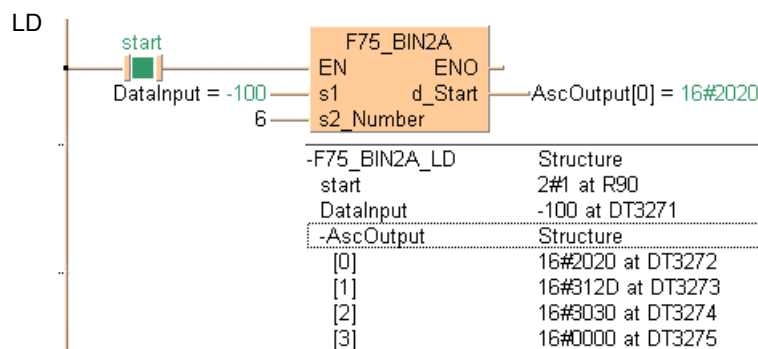 LD
start
F75_BIN2A
EN ENO
DataInput = -100 s1 d_Start AscOutput[0] = 16#2020
6 s2_Number
-F75_BIN2A_LD Structure
start 2#1 at R90
DataInput -100 at DT3271
-AscOutput Structure
[0] 16#2020 at DT3272
[1] 16#312D at DT3273
[2] 16#3030 at DT3274
[3] 16#0000 at DT3275